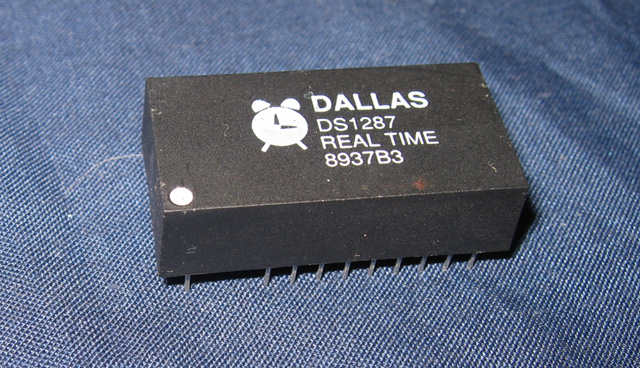 DALLAS
DS1287
REAL TIME
8937B3